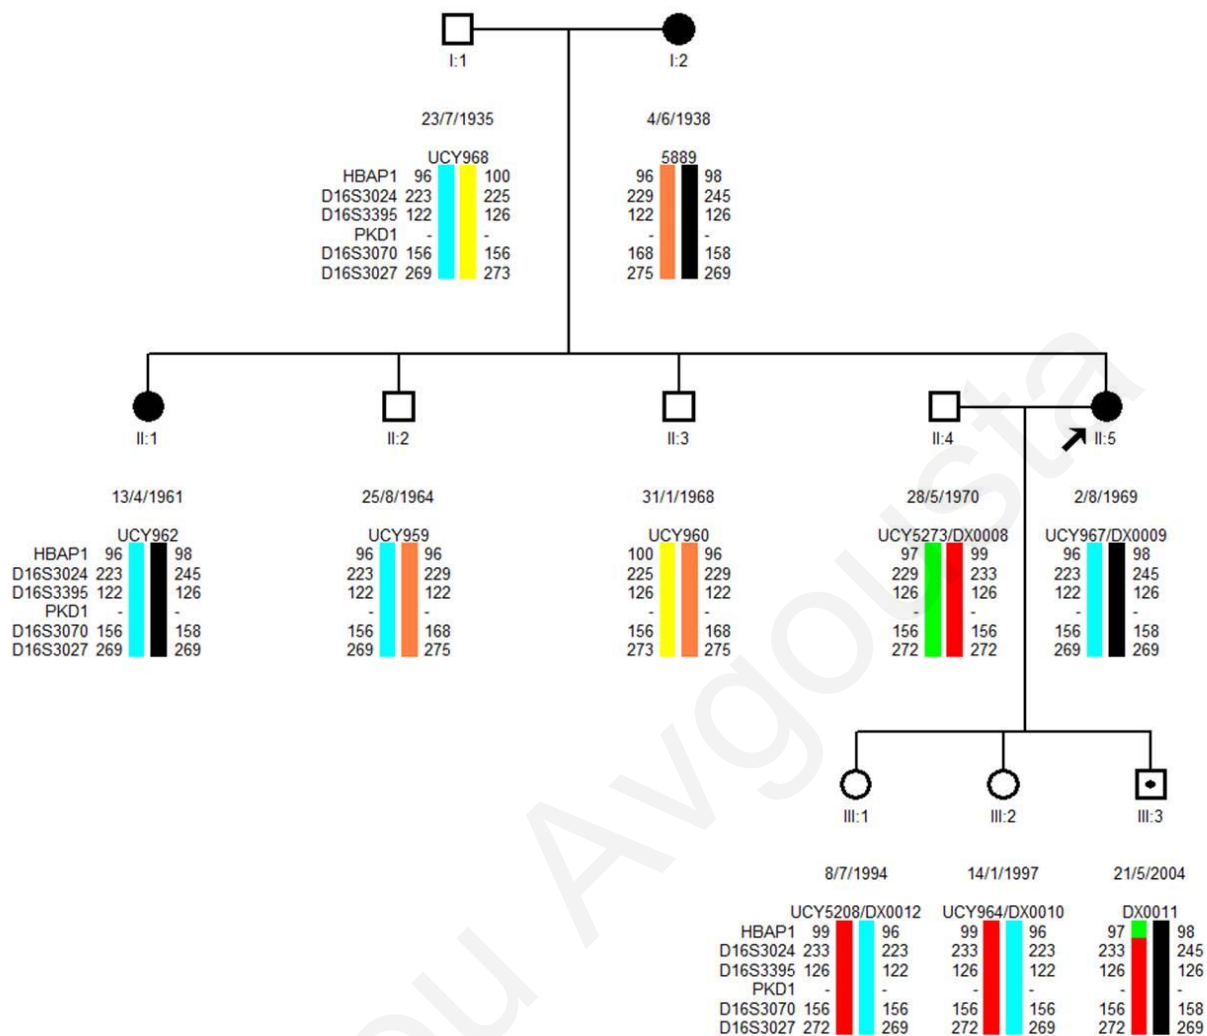 I:1 I:2
23/7/1935 4/6/1938
UCY968 5889
HBAP1 96 100 96 98
D16S3024 223 225 229 245
D16S3395 122 126 122 126
PKD1 - - - -
D16S3070 156 156 168 158
D16S3027 269 273 275 269
II:1 II:2 II:3 II:4 II:5
13/4/1961 25/8/1964 31/1/1968 28/5/1970 2/8/1969
UCY962 UCY959 UCY960 UCY5273/DX0008 UCY967/DX0009
HBAP1 96 98 96 96 100 96 97 99 96 98
D16S3024 223 245 223 229 225 229 229 233 223 245
D16S3395 122 126 122 122 126 122 126 126 122 126
PKD1 - - - - - - - - - -
D16S3070 156 158 156 168 156 168 156 156 156 158
D16S3027 269 269 269 275 273 275 272 272 269 269
III:1 III:2 III:3
8/7/1994 14/1/1997 21/5/2004
UCY5208/DX0012 UCY964/DX0010 DX0011
HBAP1 99 96 99 96 97 98
D16S3024 233 223 233 223 233 245
D16S3395 126 122 126 122 126 126
PKD1 - - - - - -
D16S3070 156 156 156 156 156 158
D16S3027 272 269 272 269 272 269
ou Avgousta